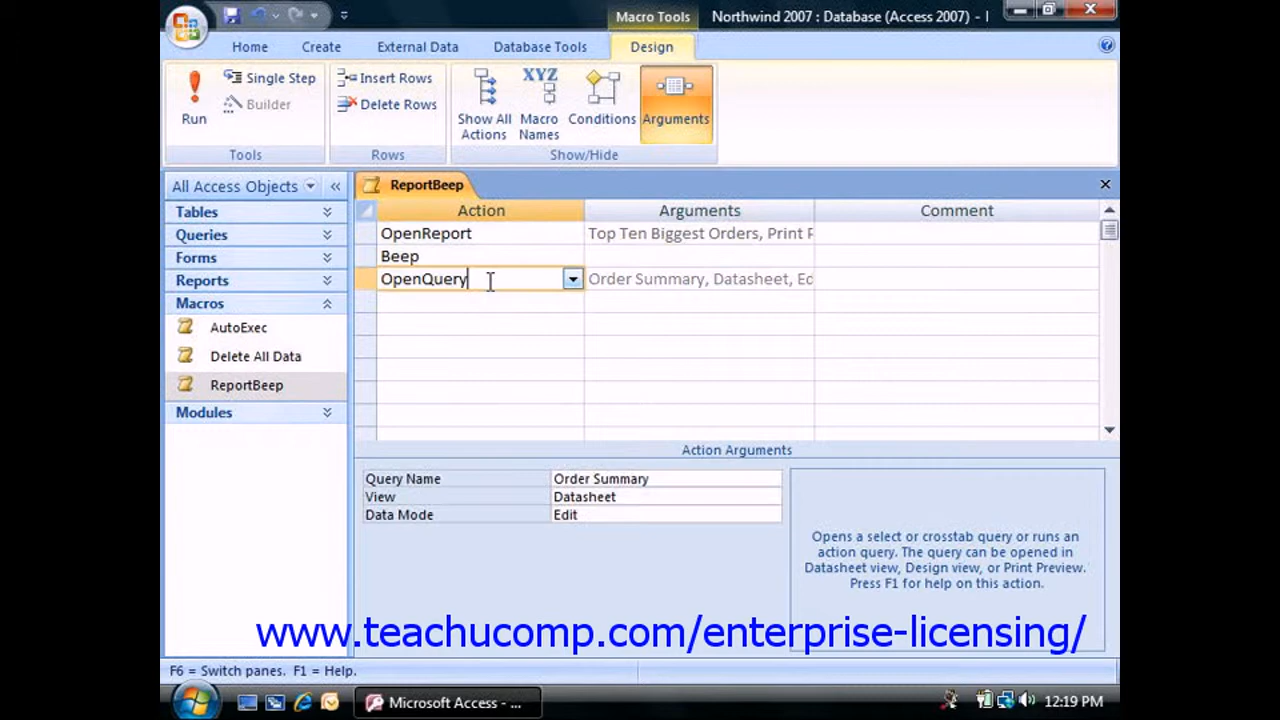 Macro Tools
Northwind 2007 : Database (Access 2007) -
Home Create External Data Database Tools Design
Run
Single Step
Builder
Tools
Insert Rows
Delete Rows
Rows
Show All Actions
Macro Names
Conditions
Arguments
Show/Hide
All Access Objects
Tables
Queries
Forms
Reports
Macros
AutoExec
Delete All Data
ReportBeep
Modules
ReportBeep
Action Arguments Comment
OpenReport Top Ten Biggest Orders, Print P
Beep
OpenQuery Order Summary, Datasheet, Ed
Action Arguments
Query Name Order Summary
View Datasheet
Data Mode Edit
Opens a select or crosstab query or runs an
action query. The query can be opened in
Datasheet view, Design view, or Print Preview.
Press F1 for help on this action.
www.teachucomp.com/enterprise-licensing/
F6 = Switch panes. F1 = Help.
Microsoft Access - ...
12:19 PM